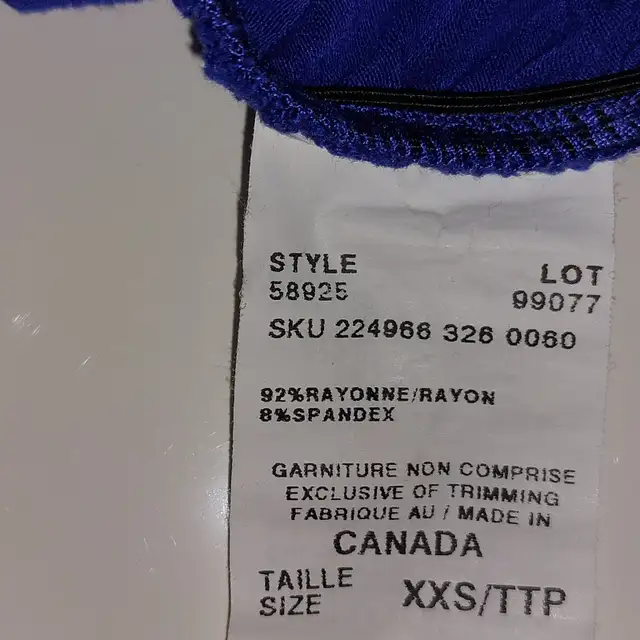 STYLE
58925
LOT
99077
SKU 224966 326 0060
92%RAYONNE/RAYON
8%SPANDEX
GARNITURE NON COMPRISE
EXCLUSIVE OF TRIMMING
FABRIQUE AU / MADE IN
CANADA
TAILLE
SIZE
XXS/TTP